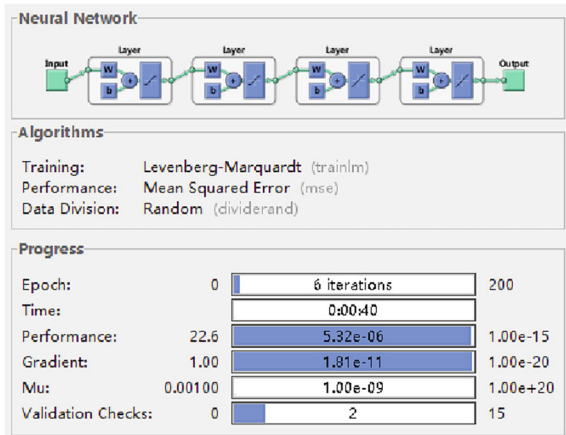 Neural Network
Layer Layer Layer Layer
Input W b + W b + W b + W b + Output
Algorithms
Training: Levenberg-Marquardt (trainlm)
Performance: Mean Squared Error (mse)
Data Division: Random (dividerand)
Progress
Epoch: 0 6 iterations 200
Time: 0:00:40
Performance: 22.6 5.32e-06 1.00e-15
Gradient: 1.00 1.81e-11 1.00e-20
Mu: 0.00100 1.00e-09 1.00e+20
Validation Checks: 0 2 15